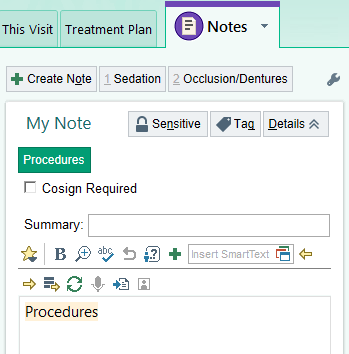 This Visit
Treatment Plan
Notes
Create Note
1 Sedation
2 Occlusion/Dentures
My Note
Sensitive
Tag
Details
Procedures
Cosign Required
Summary:
B
abc
?
Insert SmartText
Procedures